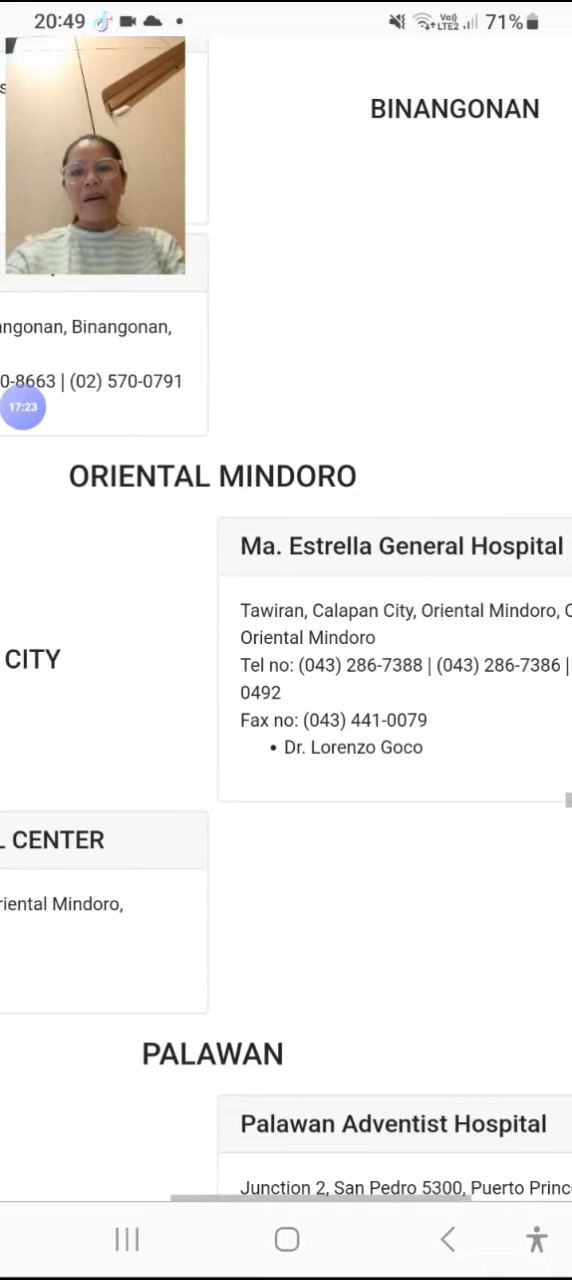 20:49
Vo)) LTE2 71%
BINANGONAN
angonan, Binangonan,
0-8663 | (02) 570-0791
17:23
ORIENTAL MINDORO
Ma. Estrella General Hospital
Tawiran, Calapan City, Oriental Mindoro, C
Oriental Mindoro
CITY
Tel no: (043) 286-7388 | (043) 286-7386 |
0492
Fax no: (043) 441-0079
• Dr. Lorenzo Goco
L CENTER
riental Mindoro,
PALAWAN
Palawan Adventist Hospital
Junction 2, San Pedro 5300, Puerto Princ